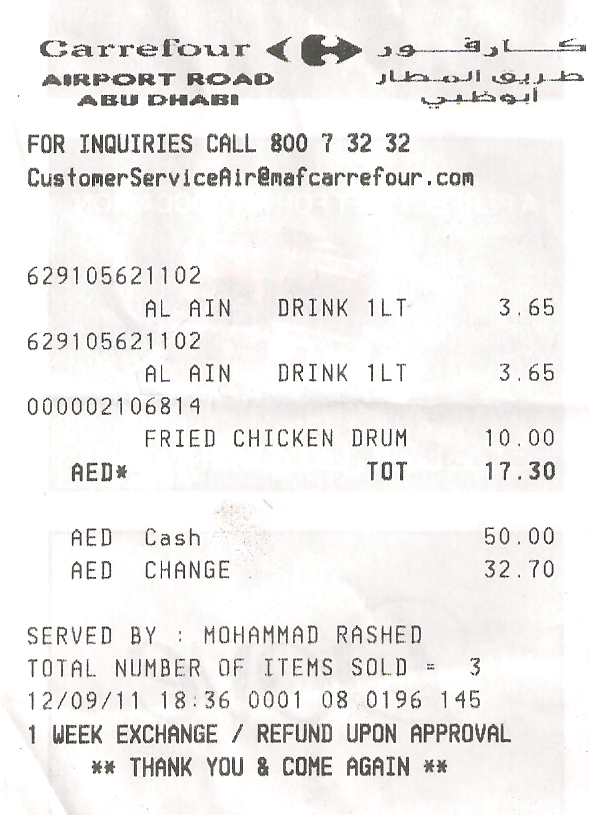 Carrefour كارفور
AIRPORT ROAD طريق المطار
ABU DHABI أبوظبي
FOR INQUIRIES CALL 800 7 32 32
CustomerServiceAir@mafcarrefour.com
629105621102
AL AIN DRINK 1LT 3.65
629105621102
AL AIN DRINK 1LT 3.65
000002106814
FRIED CHICKEN DRUM 10.00
AED* TOT 17.30
AED Cash 50.00
AED CHANGE 32.70
SERVED BY : MOHAMMAD RASHED
TOTAL NUMBER OF ITEMS SOLD = 3
12/09/11 18:36 0001 08 0196 145
1 WEEK EXCHANGE / REFUND UPON APPROVAL
** THANK YOU & COME AGAIN **